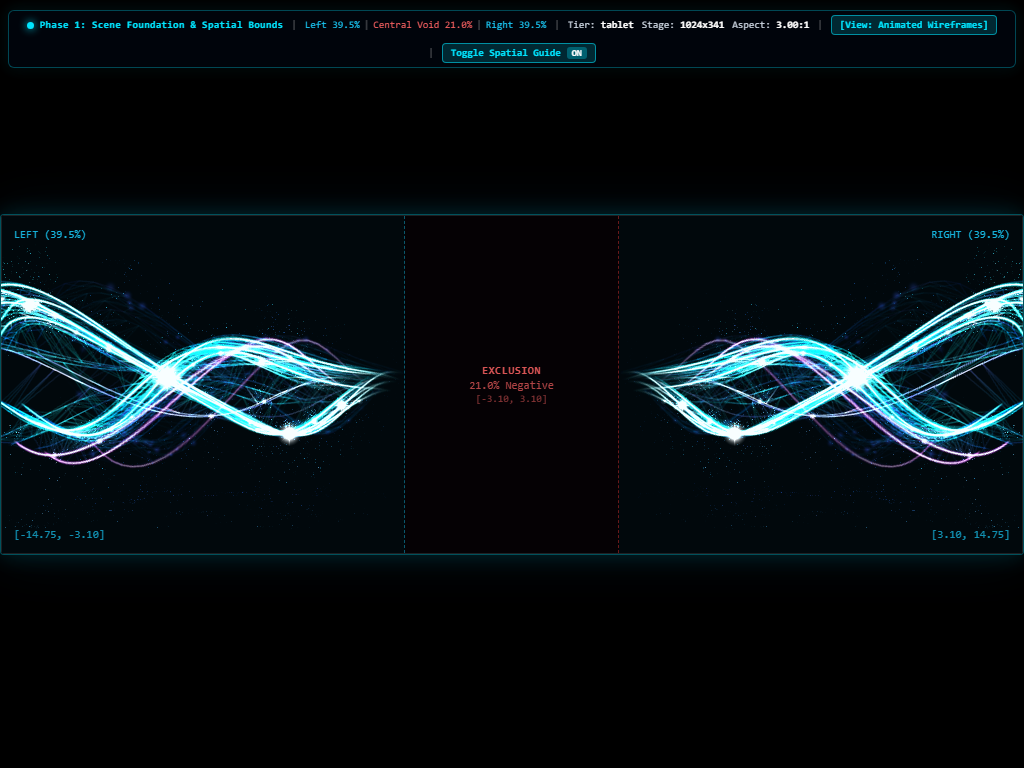 Phase 1: Scene Foundation & Spatial Bounds | Left 39.5% | Central Void 21.0% | Right 39.5% | Tier: tablet Stage: 1024x341 Aspect: 3.00:1 | [View: Animated Wireframes]
| Toggle Spatial Guide ON
LEFT (39.5%)
RIGHT (39.5%)
EXCLUSION
21.0% Negative
[-3.10, 3.10]
[-14.75, -3.10]
[3.10, 14.75]